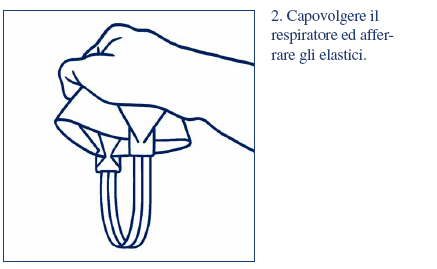 2. Capovolgere il
respiratore ed affer-
rare gli elastici.